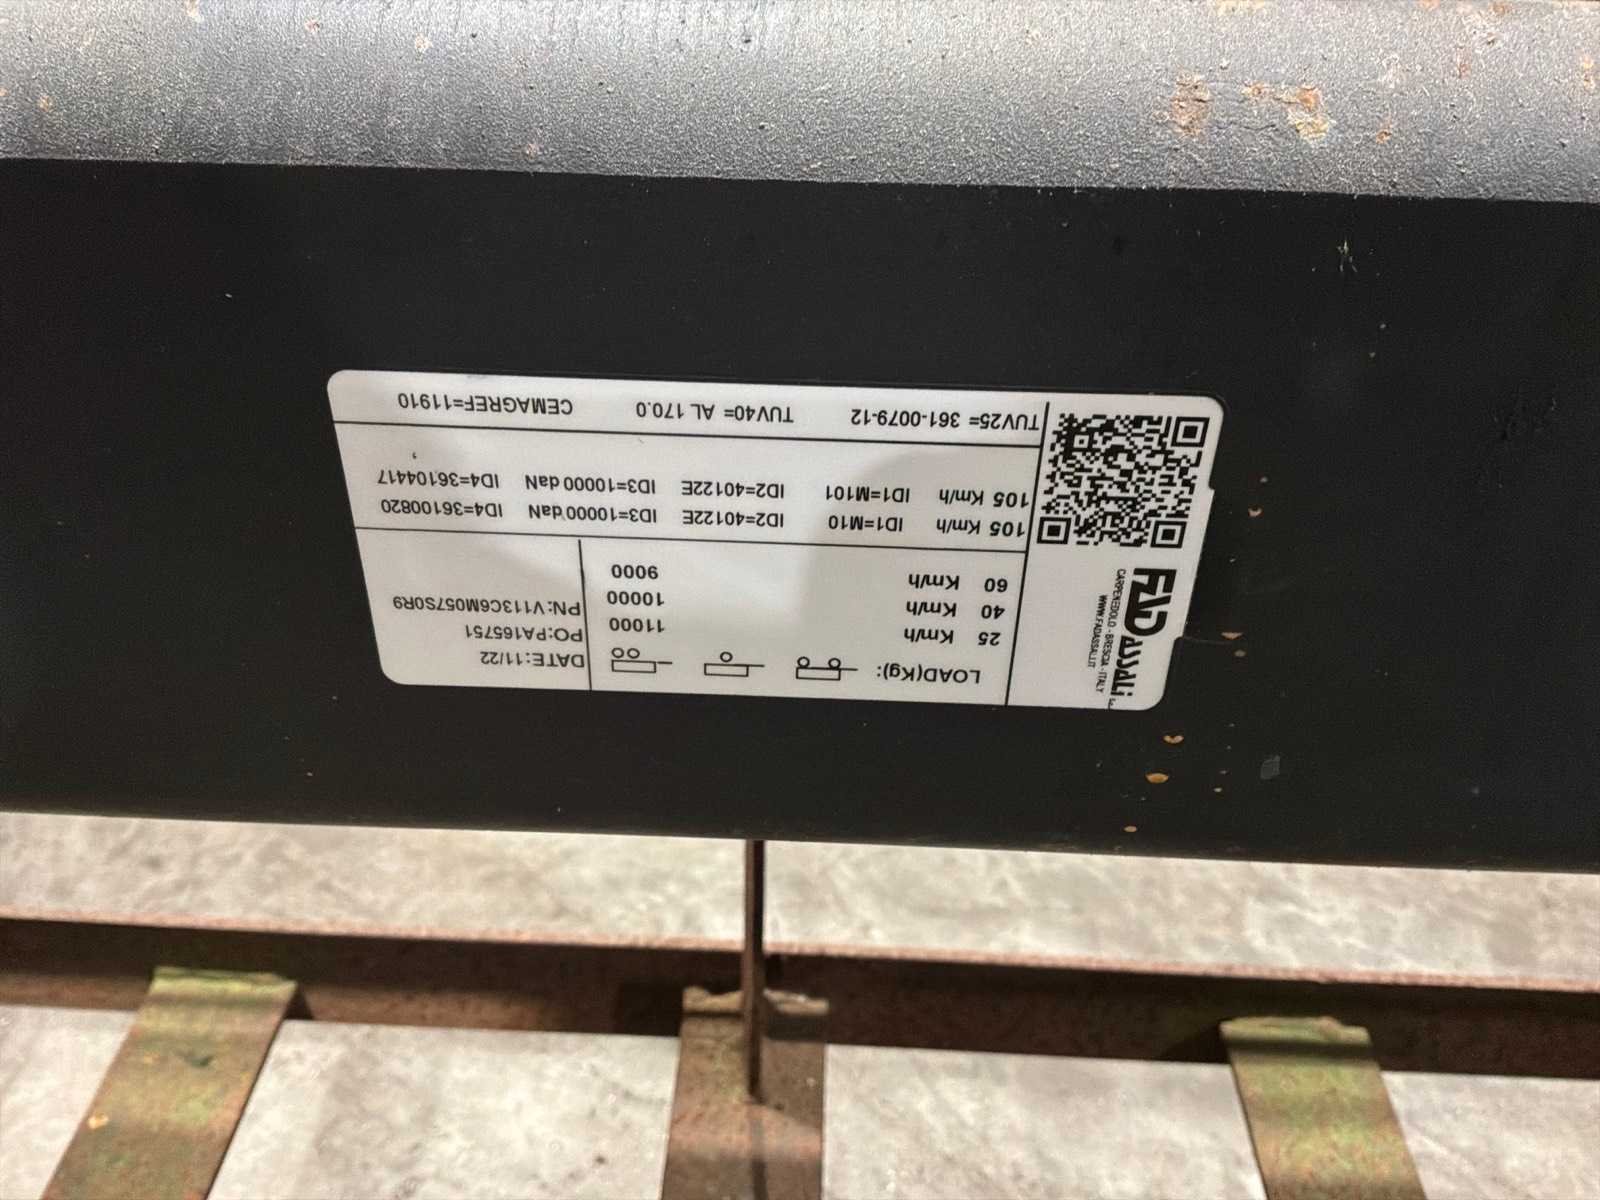 FAD ASSALI
CARPENEDOLO - BRESCIA - ITALY
WWW.FADASSALI.IT
LOAD(Kg):
25 Km/h 11000
40 Km/h 10000
60 Km/h 9000
DATE:11/22
PO:PA165751
PN:V113C6M057S0R9
105 Km/h ID1=M10 ID2=40122E ID3=10000 daN ID4=36100820
105 Km/h ID1=M101 ID2=40122E ID3=10000 daN ID4=36104417
TUV25= 361-0079-12 TUV40= AL 170.0 CEMAGREF=11910